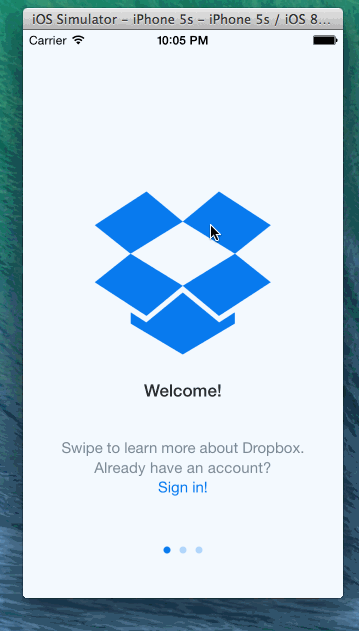 iOS Simulator – iPhone 5s – iPhone 5s / iOS 8...
Carrier 10:05 PM
Welcome!
Swipe to learn more about Dropbox.
Already have an account?
Sign in!